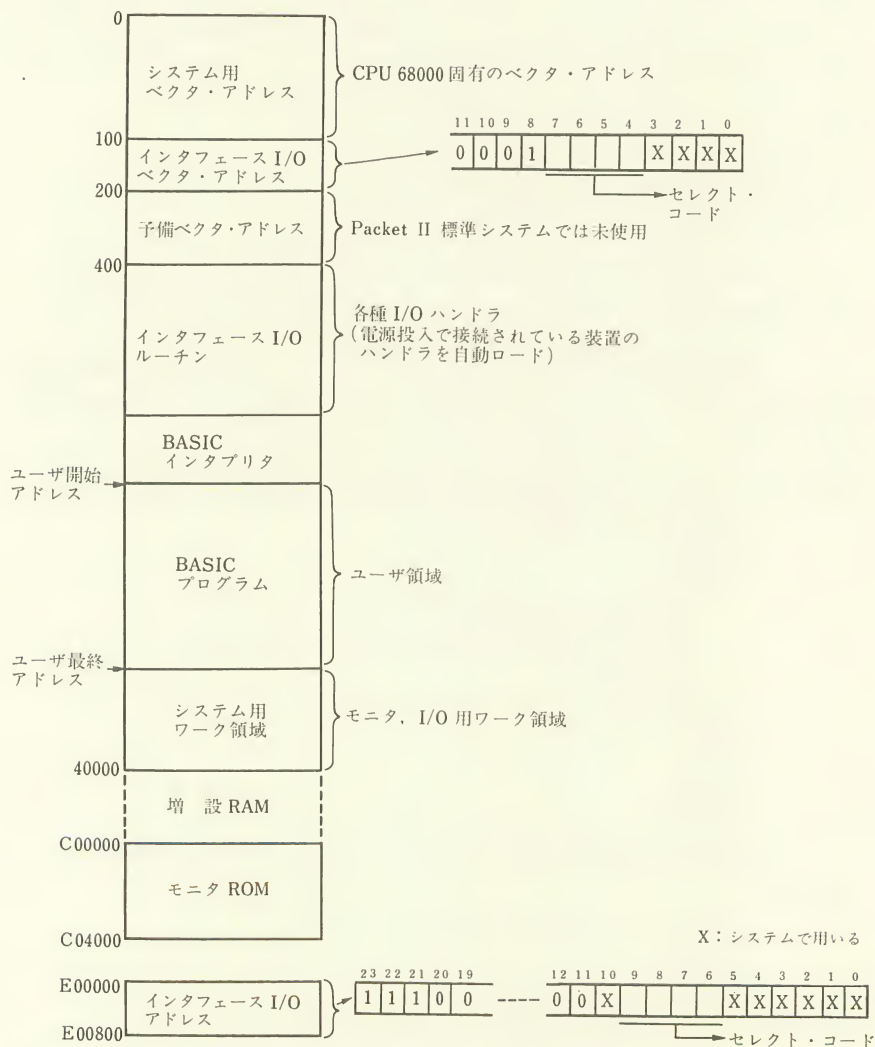 0
システム用
ベクタ・アドレス
CPU 68000 固有のベクタ・アドレス
100
インタフェース I/O
ベクタ・アドレス
11 10 9 8 7 6 5 4 3 2 1 0
0 0 0 1 X X X X
セレクト・
コード
200
予備ベクタ・アドレス
Packet II 標準システムでは未使用
400
インタフェース I/O
ルーチン
各種 I/O ハンドラ
(電源投入で接続されている装置の
ハンドラを自動ロード)
BASIC
インタプリタ
ユーザ開始
アドレス
BASIC
プログラム
ユーザ領域
ユーザ最終
アドレス
システム用
ワーク領域
モニタ, I/O 用ワーク領域
40000
増 設 RAM
C00000
モニタ ROM
C04000
X:システムで用いる
E00000
インタフェース I/O
アドレス
23 22 21 20 19 12 11 10 9 8 7 6 5 4 3 2 1 0
1 1 1 0 0 ---- 0 0 X X X X X X X
E00800
セレクト・コード